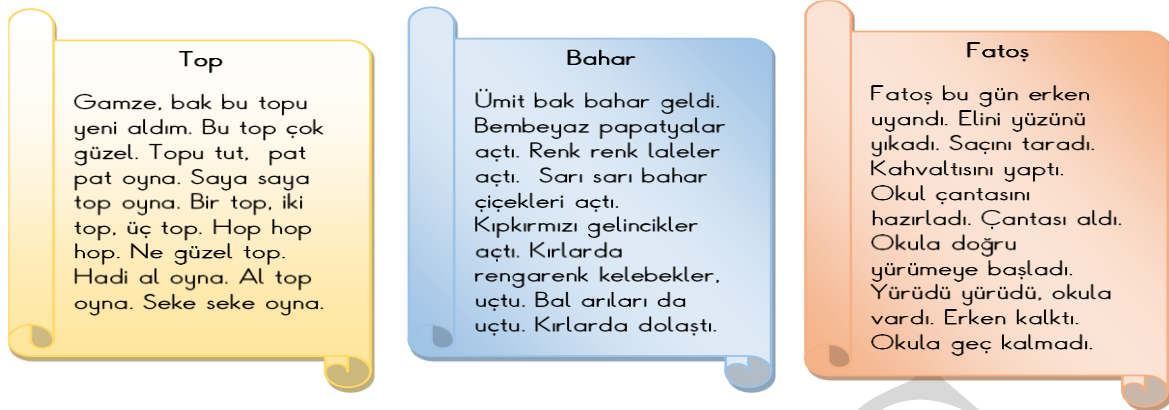 Top
Gamze, bak bu topu
yeni aldım. Bu top çok
güzel. Topu tut, pat
pat oyna. Saya saya
top oyna. Bir top, iki
top, üç top. Hop hop
hop. Ne güzel top.
Hadi al oyna. Al top
oyna. Seke seke oyna.
Bahar
Ümit bak bahar geldi.
Bembeyaz papatyalar
açtı. Renk renk laleler
açtı. Sarı sarı bahar
çiçekleri açtı.
Kıpkırmızı gelincikler
açtı. Kırlarda
rengarenk kelebekler,
uçtu. Bal arıları da
uçtu. Kırlarda dolaştı.
Fatoş
Fatoş bu gün erken
uyandı. Elini yüzünü
yıkadı. Saçını taradı.
Kahvaltısını yaptı.
Okul çantasını
hazırladı. Çantası aldı.
Okula doğru
yürümeye başladı.
Yürüdü yürüdü, okula
vardı. Erken kalktı.
Okula geç kalmadı.